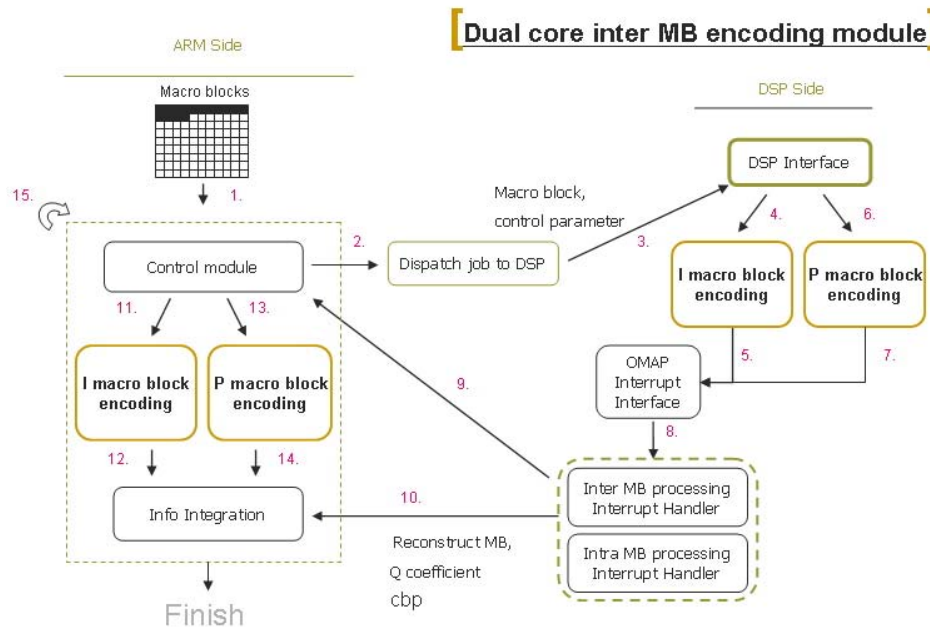 Dual core inter MB encoding module
ARM Side
Macro blocks
DSP Side
DSP Interface
15.
1.
Macro block,
control parameter
4.
6.
2.
3.
Control module
Dispatch job to DSP
I macro block
encoding
P macro block
encoding
11.
13.
I macro block
encoding
P macro block
encoding
9.
5.
7.
OMAP
Interrupt
Interface
8.
12.
14.
10.
Info Integration
Inter MB processing
Interrupt Handler
Reconstruct MB,
Q coefficient
cbp
Intra MB processing
Interrupt Handler
Finish